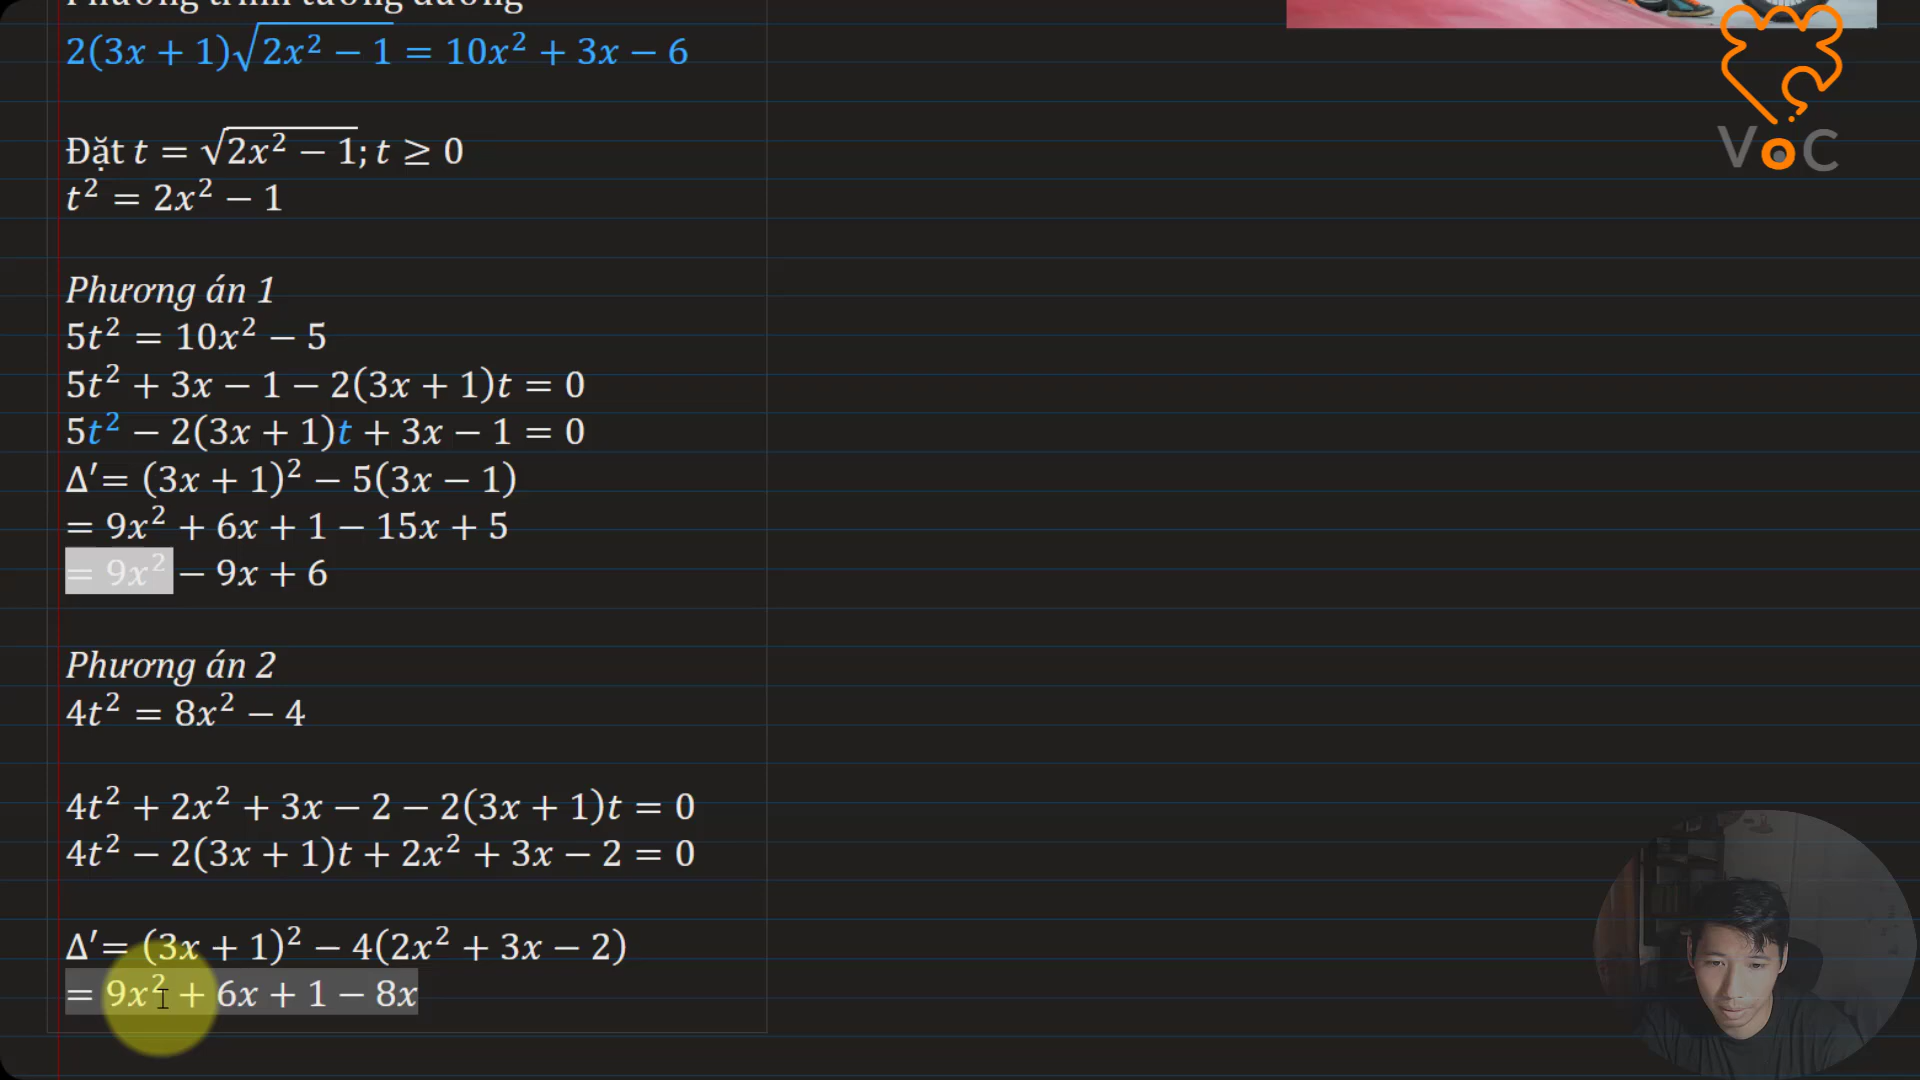 Phương trình tương đương
2(3x + 1)√(2x² − 1) = 10x² + 3x − 6
Đặt t = √(2x² − 1); t ≥ 0
t² = 2x² − 1
Phương án 1
5t² = 10x² − 5
5t² + 3x − 1 − 2(3x + 1)t = 0
5t² − 2(3x + 1)t + 3x − 1 = 0
Δ′= (3x + 1)² − 5(3x − 1)
= 9x² + 6x + 1 − 15x + 5
= 9x² − 9x + 6
Phương án 2
4t² = 8x² − 4
4t² + 2x² + 3x − 2 − 2(3x + 1)t = 0
4t² − 2(3x + 1)t + 2x² + 3x − 2 = 0
Δ′= (3x + 1)² − 4(2x² + 3x − 2)
= 9x² + 6x + 1 − 8x
VOC